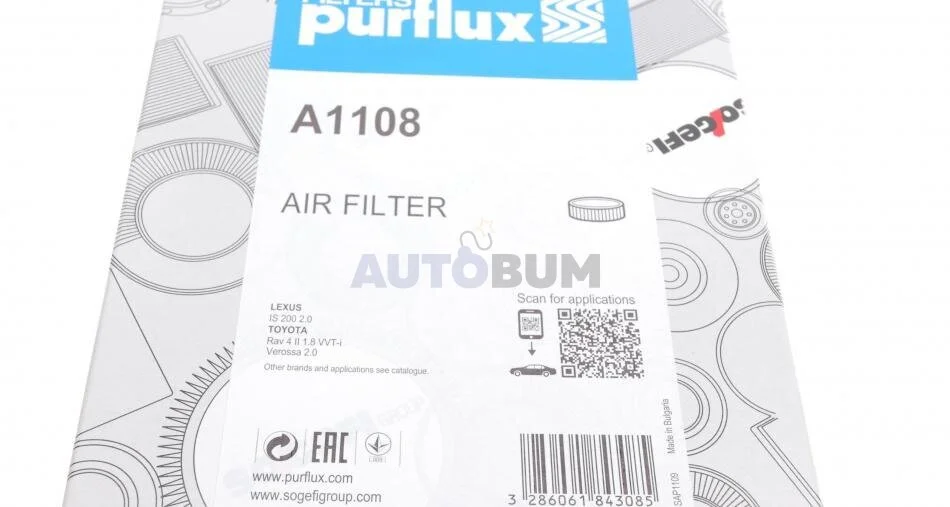 FILTERS
purflux
A1108
SOGEFI
AIR FILTER
AUTOBUM
Scan for applications
LEXUS
IS 200 2.0
TOYOTA
Rav 4 II 1.8 VVT-i
Verossa 2.0
Other brands and applications see catalogue.
EAC
www.purflux.com
www.sogefigroup.com
3 286061 843085
SAP1109
Made in Bulgaria